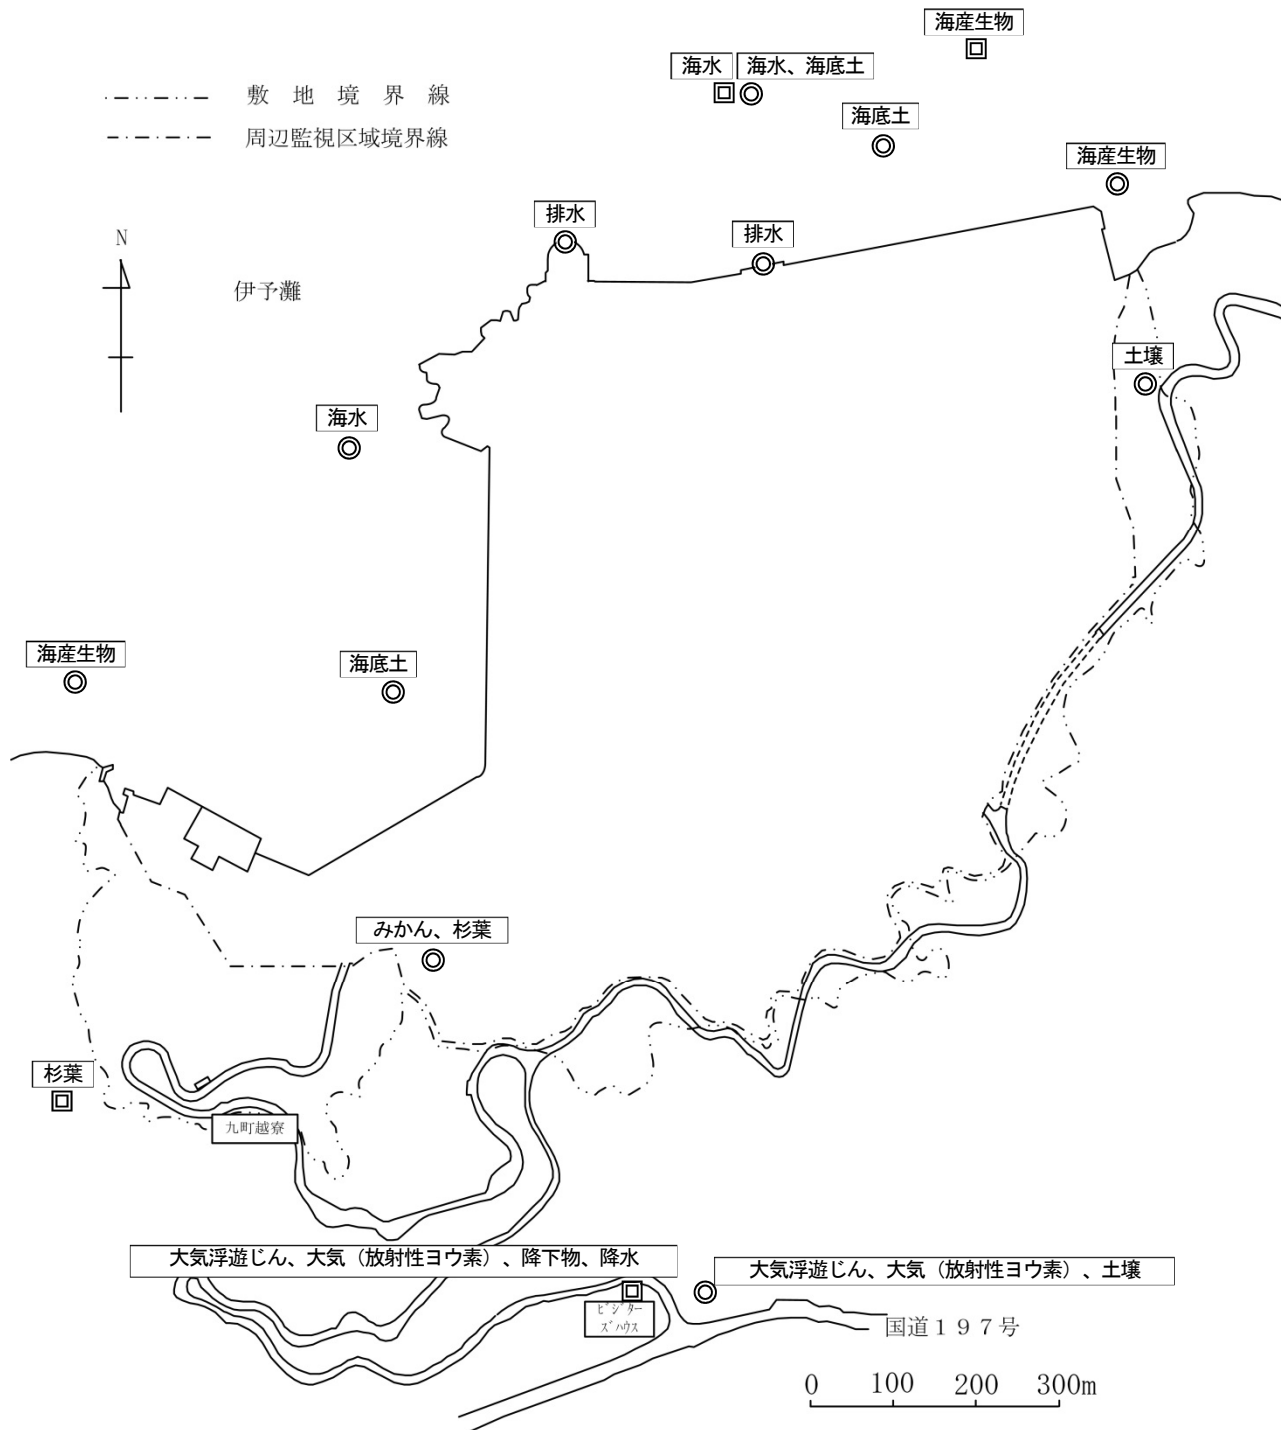 海産生物
海水
海水、海底土
敷地境界線
海底土
周辺監視区域境界線
海産生物
排水
排水
N
伊予灘
土壌
海水
海産生物
海底土
みかん、杉葉
杉葉
九町越寮
大気浮遊じん、大気（放射性ヨウ素）、降下物、降水
大気浮遊じん、大気（放射性ヨウ素）、土壌
ﾋﾞｼﾞﾀｰ
ｽﾞﾊｳｽ
国道１９７号
0 100 200 300m